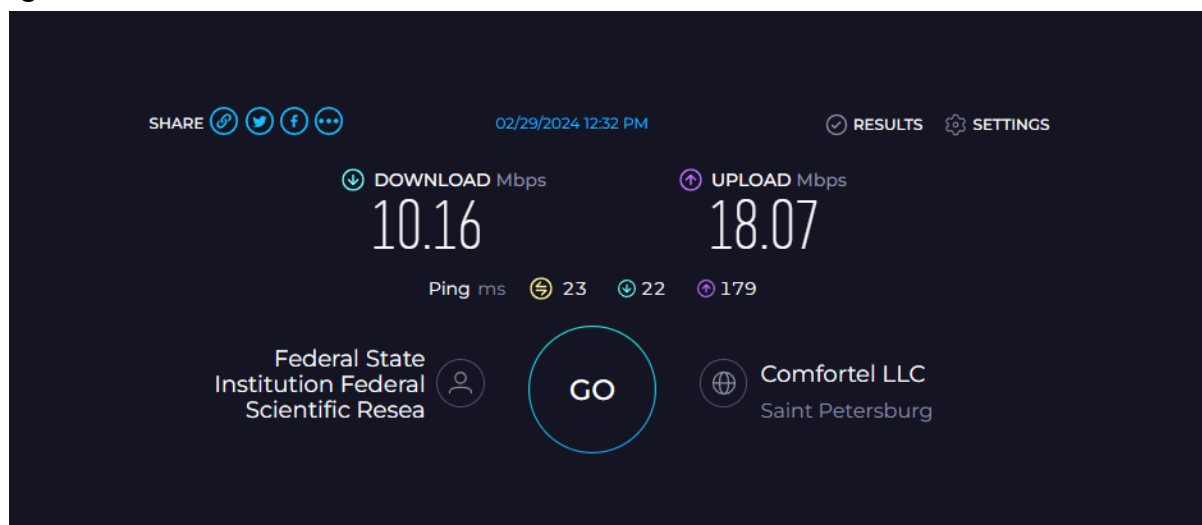 SHARE
02/29/2024 12:32 PM
RESULTS SETTINGS
DOWNLOAD Mbps
10.16
UPLOAD Mbps
18.07
Ping ms 23 22 179
Federal State
Institution Federal
Scientific Resea
GO
Comfortel LLC
Saint Petersburg